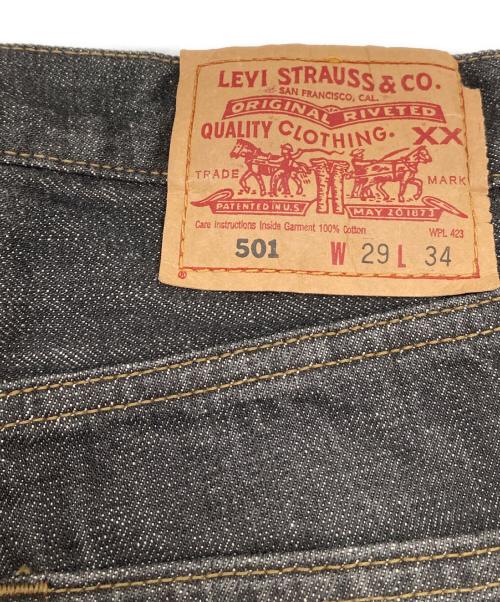 LEVI STRAUSS & CO.
SAN FRANCISCO, CAL.
ORIGINAL RIVETED
QUALITY CLOTHING. XX
TRADE MARK
PATENTED IN U.S. MAY 20 1873
Care Instructions Inside Garment 100% Cotton WPL 423
501 W 29 L 34
®